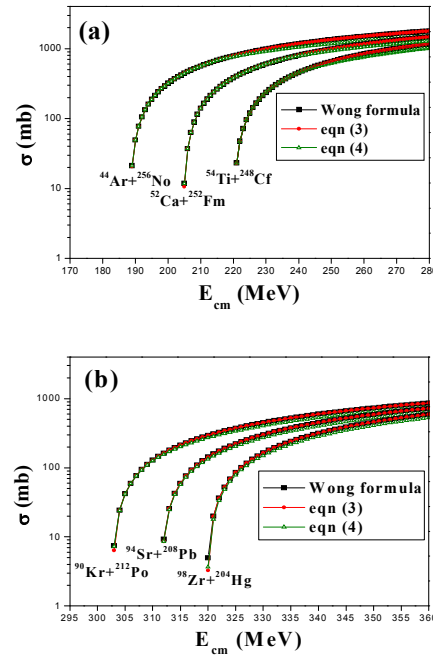 (a)
1000
100
10
1
σ (mb)
Wong formula
eqn (3)
eqn (4)
⁴⁴Ar+²⁵⁶No
⁵²Ca+²⁵²Fm
⁵⁴Ti+²⁴⁸Cf
170 180 190 200 210 220 230 240 250 260 270 280
E_cm (MeV)
(b)
1000
100
10
1
σ (mb)
Wong formula
eqn (3)
eqn (4)
⁹⁰Kr+²¹²Po
⁹⁴Sr+²⁰⁸Pb
⁹⁸Zr+²⁰⁴Hg
295 305 310 315 320 325 330 335 340 345 350 355 360
E_cm (MeV)